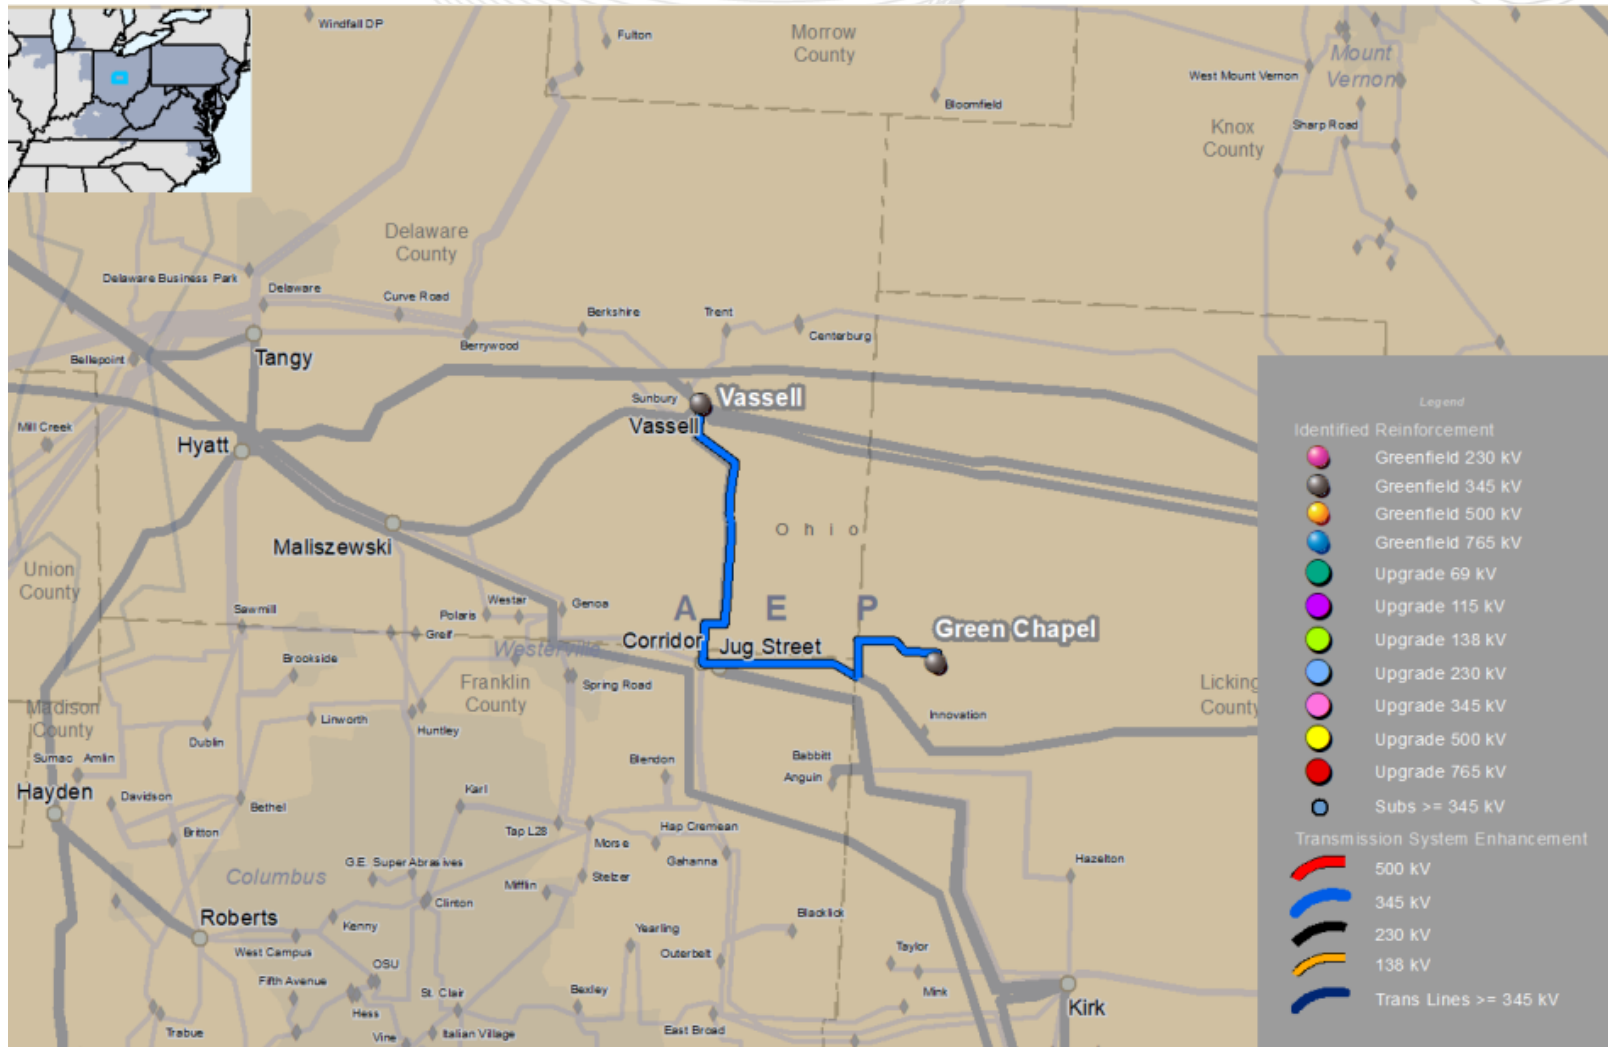 Windfall DP
Fulton
Morrow
County
Bloomfield
West Mount Vernon
Mount
Vernon
Sharp Road
Knox
County
Delaware
County
Delaware Business Park
Delaware
Curve Road
Berkshire
Trent
Centerburg
Berrywood
Bellepoint
Tangy
Sunbury
Vassell
Vassell
Mill Creek
Hyatt
Ohio
Maliszewski
Union
County
Sawmill
Polaris
Westar
Genoa
AEP
Greif
Westerville
Corridor
Jug Street
Green Chapel
Brookside
Franklin
County
Spring Road
Licking
County
Madison
County
Linworth
Huntley
Dublin
Innovation
Sumac
Amlin
Blendon
Babbitt
Anguin
Hayden
Davidson
Bethel
Karl
Britton
Tap L28
Morse
Hap Cremean
Gahanna
G.E. Super Abrasives
Hazelton
Columbus
Mifflin
Stelzer
Clinton
Roberts
Kenny
Blacklick
West Campus
Yearling
Outerbelt
Taylor
OSU
Fifth Avenue
St. Clair
Bexley
Mink
Kirk
Hess
Trabue
Vine
Italian Village
East Broad
Legend
Identified Reinforcement
Greenfield 230 kV
Greenfield 345 kV
Greenfield 500 kV
Greenfield 765 kV
Upgrade 69 kV
Upgrade 115 kV
Upgrade 138 kV
Upgrade 230 kV
Upgrade 345 kV
Upgrade 500 kV
Upgrade 765 kV
Subs >= 345 kV
Transmission System Enhancement
500 kV
345 kV
230 kV
138 kV
Trans Lines >= 345 kV